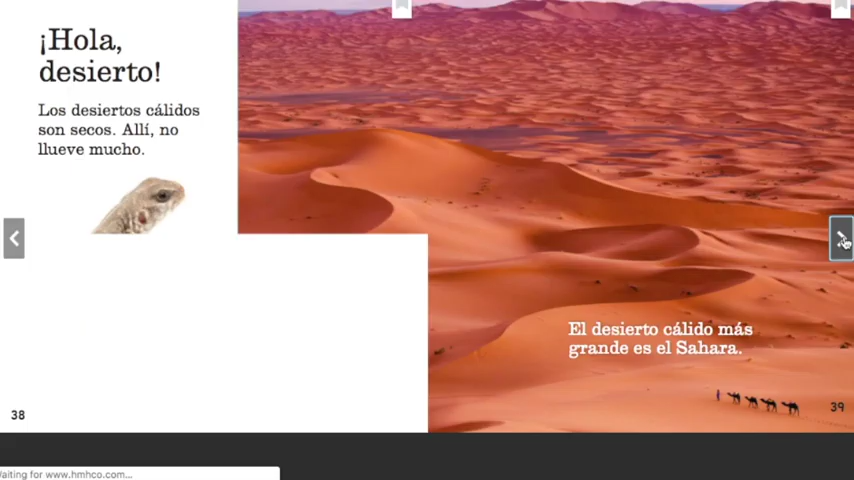 ¡Hola,
desierto!
Los desiertos cálidos
son secos. Allí, no
llueve mucho.
El desierto cálido más
grande es el Sahara.
38
39
Waiting for www.hmhco.com...